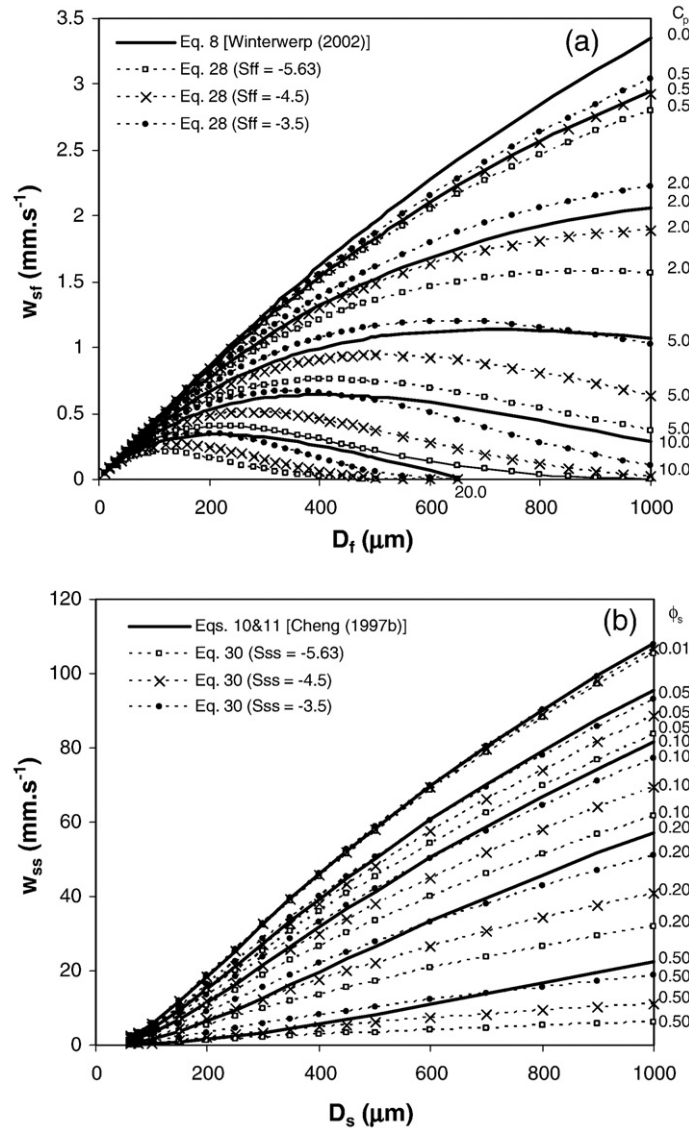 (a)
Eq. 8 [Winterwerp (2002)]
Eq. 28 (Sff = -5.63)
Eq. 28 (Sff = -4.5)
Eq. 28 (Sff = -3.5)
w_sf (mm.s⁻¹)
3.5
3
2.5
2
1.5
1
0.5
0
0 200 400 600 800 1000
D_f (μm)
C_p
0.0
0.5
0.5
0.5
2.0
2.0
2.0
2.0
5.0
5.0
10.0
10.0
20.0
(b)
Eqs. 10&11 [Cheng (1997b)]
Eq. 30 (Sss = -5.63)
Eq. 30 (Sss = -4.5)
Eq. 30 (Sss = -3.5)
w_ss (mm.s⁻¹)
120
100
80
60
40
20
0
0 200 400 600 800 1000
D_s (μm)
ϕ_s
0.01
0.05
0.05
0.05
0.10
0.10
0.10
0.20
0.20
0.20
0.50
0.50
0.50
0.50